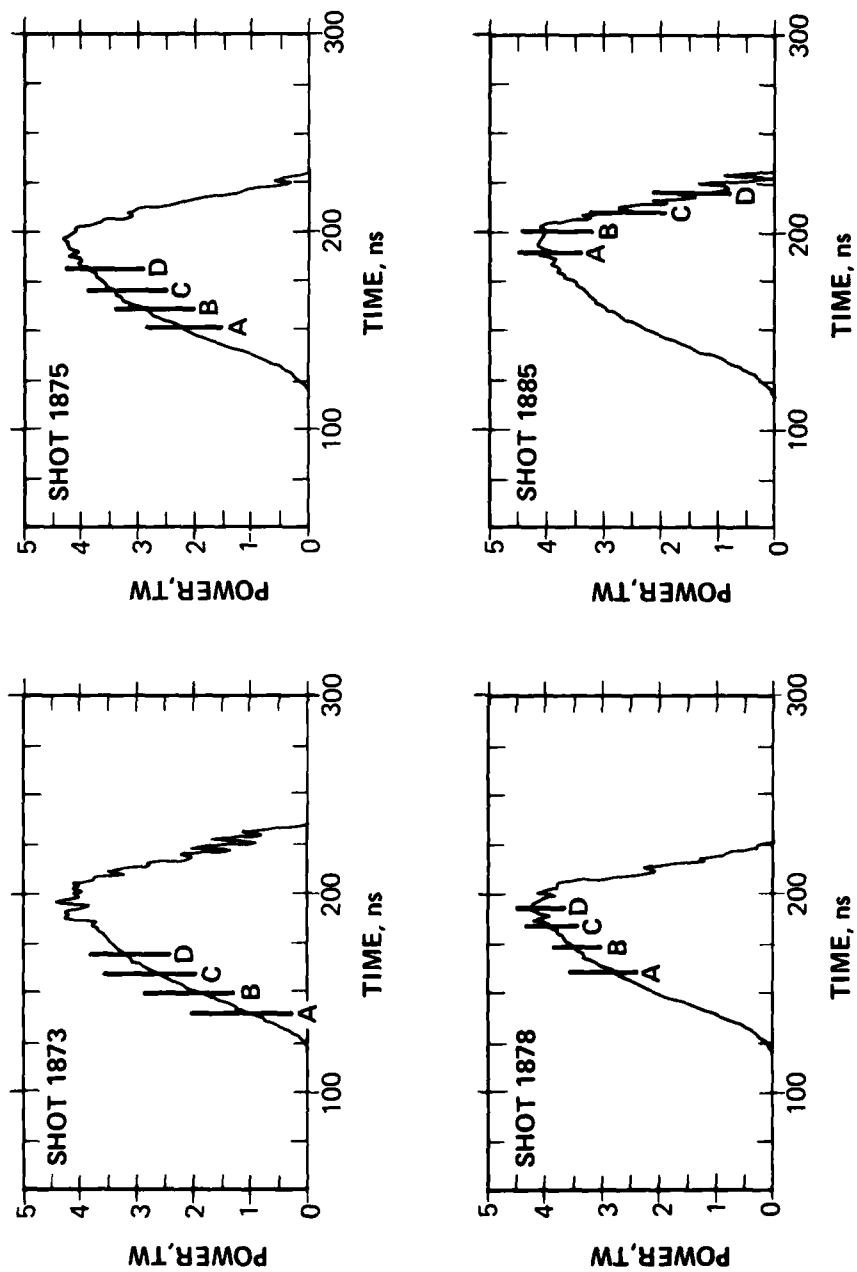 SHOT 1873
5
4
3
2
1
0
POWER,TW
100
200
300
TIME, ns
A
B
C
D
SHOT 1875
5
4
3
2
1
0
POWER,TW
100
200
300
TIME, ns
A
B
C
D
SHOT 1878
5
4
3
2
1
0
POWER,TW
100
200
300
TIME, ns
A
B
C
D
SHOT 1885
5
4
3
2
1
0
POWER,TW
100
200
300
TIME, ns
A
B
C
D